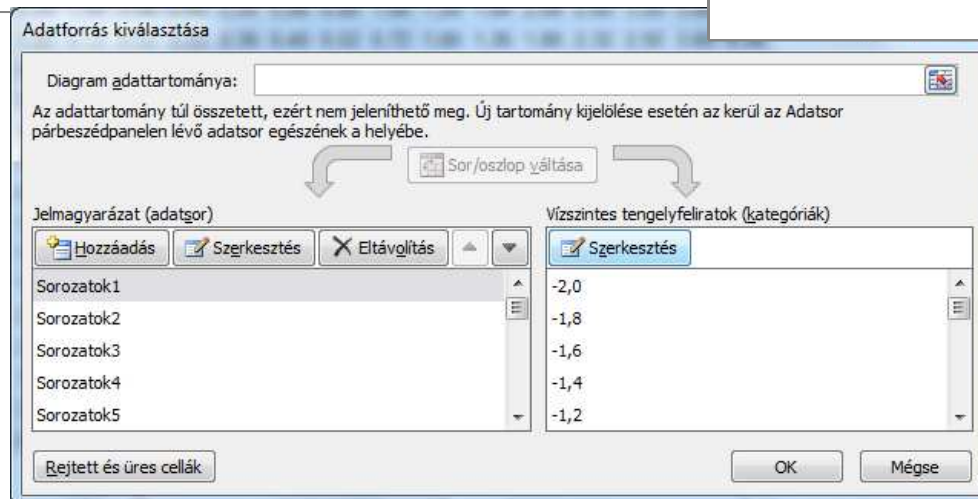 Adatforrás kiválasztása
Diagram adattartománya:
Az adattartomány túl összetett, ezért nem jeleníthető meg. Új tartomány kijelölése esetén az kerül az Adatsor
párbeszédpanelen lévő adatsor egészének a helyébe.
Sor/oszlop váltása
Jelmagyarázat (adatsor)
Hozzáadás
Szerkesztés
Eltávolítás
Sorozatok1
Sorozatok2
Sorozatok3
Sorozatok4
Sorozatok5
Vízszintes tengelyfeliratok (kategóriák)
Szerkesztés
-2,0
-1,8
-1,6
-1,4
-1,2
Rejtett és üres cellák
OK
Mégse